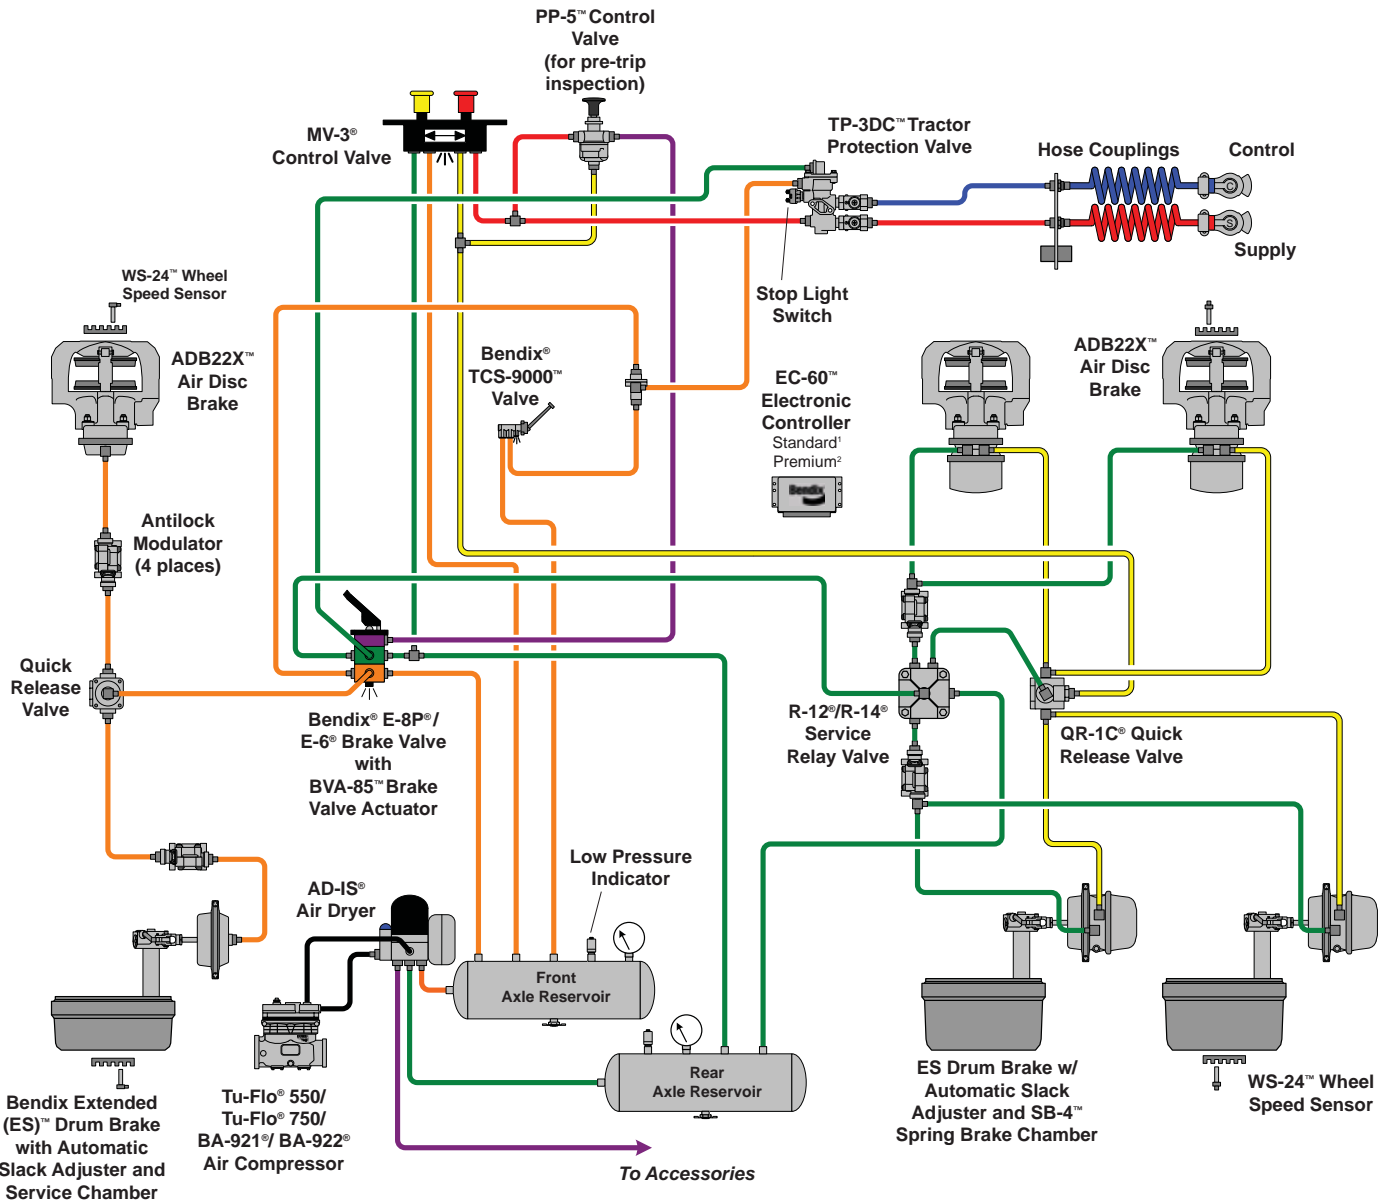 PP-5™ Control
Valve
(for pre-trip
inspection)
MV-3®
Control Valve
TP-3DC™ Tractor
Protection Valve
Hose Couplings
Control
C
C
S
S
Supply
WS-24™ Wheel
Speed Sensor
Stop Light
Switch
ADB22X™
Air Disc
Brake
Bendix®
TCS-9000™
Valve
EC-60™
Electronic
Controller
Standard¹
Premium²
Bendix
ADB22X™
Air Disc
Brake
Antilock
Modulator
(4 places)
Quick
Release
Valve
Bendix® E-8P® /
E-6® Brake Valve
with
BVA-85™ Brake
Valve Actuator
R-12®/R-14®
Service
Relay Valve
QR-1C® Quick
Release Valve
Low Pressure
Indicator
AD-IS®
Air Dryer
Front
Axle Reservoir
Rear
Axle Reservoir
Bendix Extended
(ES)™ Drum Brake
with Automatic
Slack Adjuster and
Service Chamber
Tu-Flo® 550/
Tu-Flo® 750/
BA-921®/ BA-922®
Air Compressor
To Accessories
ES Drum Brake w/
Automatic Slack
Adjuster and SB-4™
Spring Brake Chamber
WS-24™ Wheel
Speed Sensor